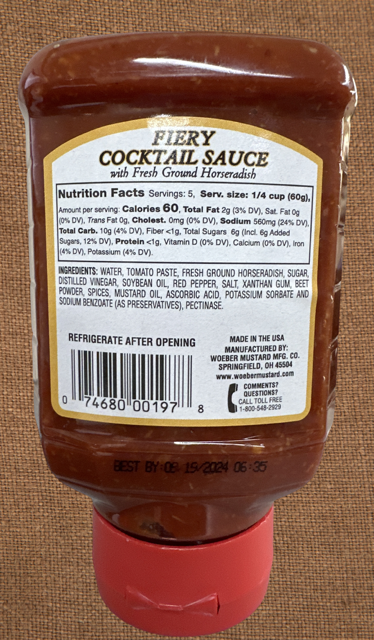 FIERY
COCKTAIL SAUCE
with Fresh Ground Horseradish
Nutrition Facts Servings: 5, Serv. size: 1/4 cup (60g),
Amount per serving: Calories 60, Total Fat 2g (3% DV), Sat. Fat 0g
(0% DV), Trans Fat 0g, Cholest. 0mg (0% DV), Sodium 560mg (24% DV),
Total Carb. 10g (4% DV), Fiber <1g, Total Sugars 6g (Incl. 6g Added
Sugars, 12% DV), Protein <1g, Vitamin D (0% DV), Calcium (0% DV), Iron
(4% DV), Potassium (4% DV).
INGREDIENTS: WATER, TOMATO PASTE, FRESH GROUND HORSERADISH, SUGAR,
DISTILLED VINEGAR, SOYBEAN OIL, RED PEPPER, SALT, XANTHAN GUM, BEET
POWDER, SPICES, MUSTARD OIL, ASCORBIC ACID, POTASSIUM SORBATE AND
SODIUM BENZOATE (AS PRESERVATIVES), PECTINASE.
REFRIGERATE AFTER OPENING
0 74680 00197 8
MADE IN THE USA
MANUFACTURED BY:
WOEBER MUSTARD MFG. CO.
SPRINGFIELD, OH 45504
www.woebermustard.com
COMMENTS?
QUESTIONS?
CALL TOLL FREE
1-800-548-2929
BEST BY 09 15 2024 06:35